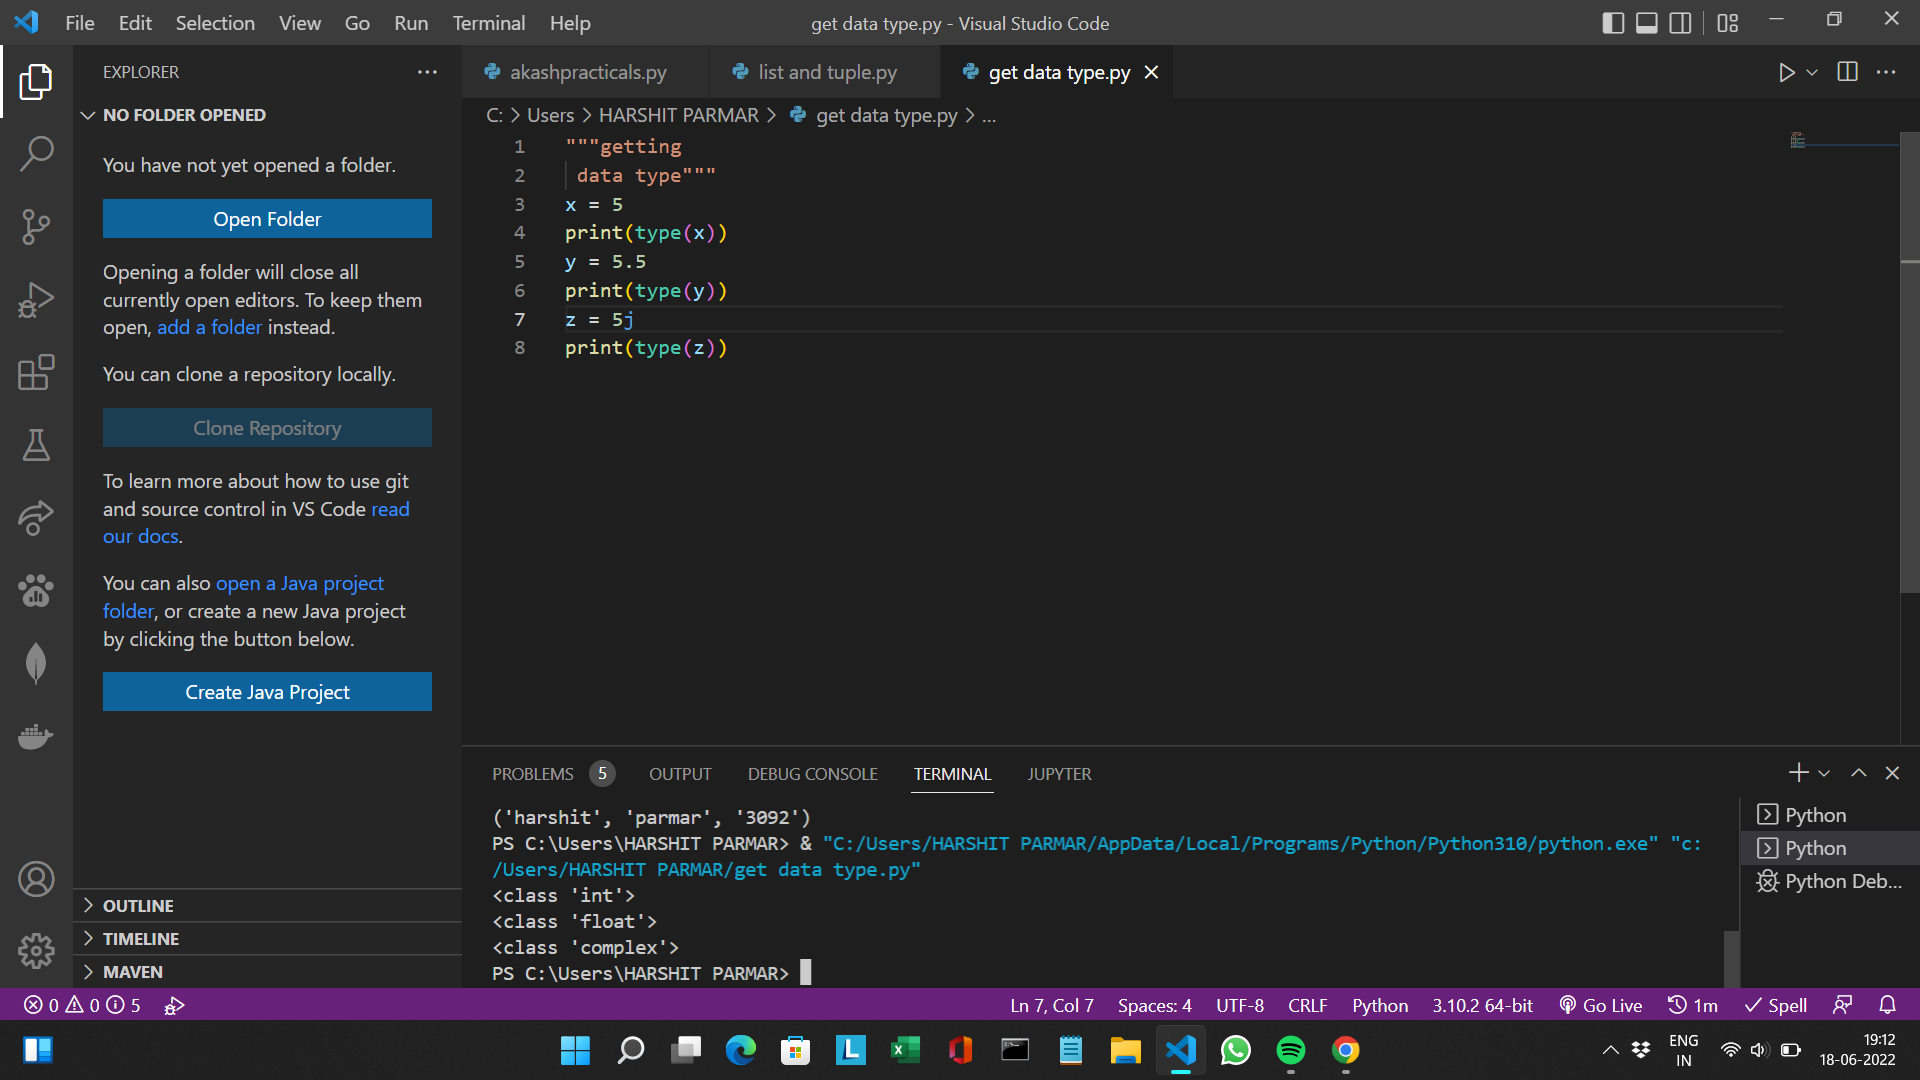 File Edit Selection View Go Run Terminal Help
get data type.py - Visual Studio Code
EXPLORER
NO FOLDER OPENED
You have not yet opened a folder.
Open Folder
Opening a folder will close all
currently open editors. To keep them
open, add a folder instead.
You can clone a repository locally.
Clone Repository
To learn more about how to use git
and source control in VS Code read
our docs.
You can also open a Java project
folder, or create a new Java project
by clicking the button below.
Create Java Project
OUTLINE
TIMELINE
MAVEN
akashpracticals.py
list and tuple.py
get data type.py
C: > Users > HARSHIT PARMAR > get data type.py > ...
1 """getting
2 data type"""
3 x = 5
4 print(type(x))
5 y = 5.5
6 print(type(y))
7 z = 5j
8 print(type(z))
PROBLEMS 5 OUTPUT DEBUG CONSOLE TERMINAL JUPYTER
('harshit', 'parmar', '3092')
PS C:\Users\HARSHIT PARMAR> & "C:/Users/HARSHIT PARMAR/AppData/Local/Programs/Python/Python310/python.exe" "c:
/Users/HARSHIT PARMAR/get data type.py"
<class 'int'>
<class 'float'>
<class 'complex'>
PS C:\Users\HARSHIT PARMAR>
Python
Python
Python Deb...
0 0 5
Ln 7, Col 7 Spaces: 4 UTF-8 CRLF Python 3.10.2 64-bit Go Live 1m Spell
L
ENG
IN
19:12
18-06-2022